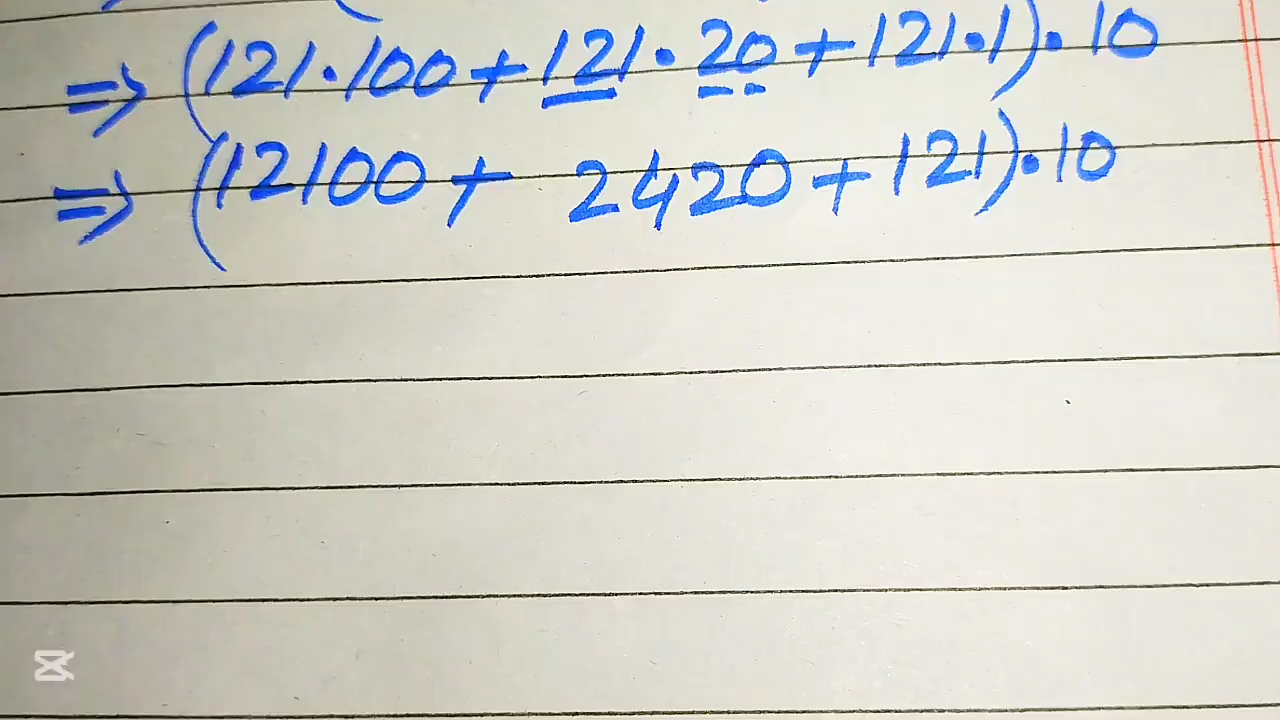 => (121.100 + 121.20 + 121.1).10
=> (12100 + 2420 + 121).10